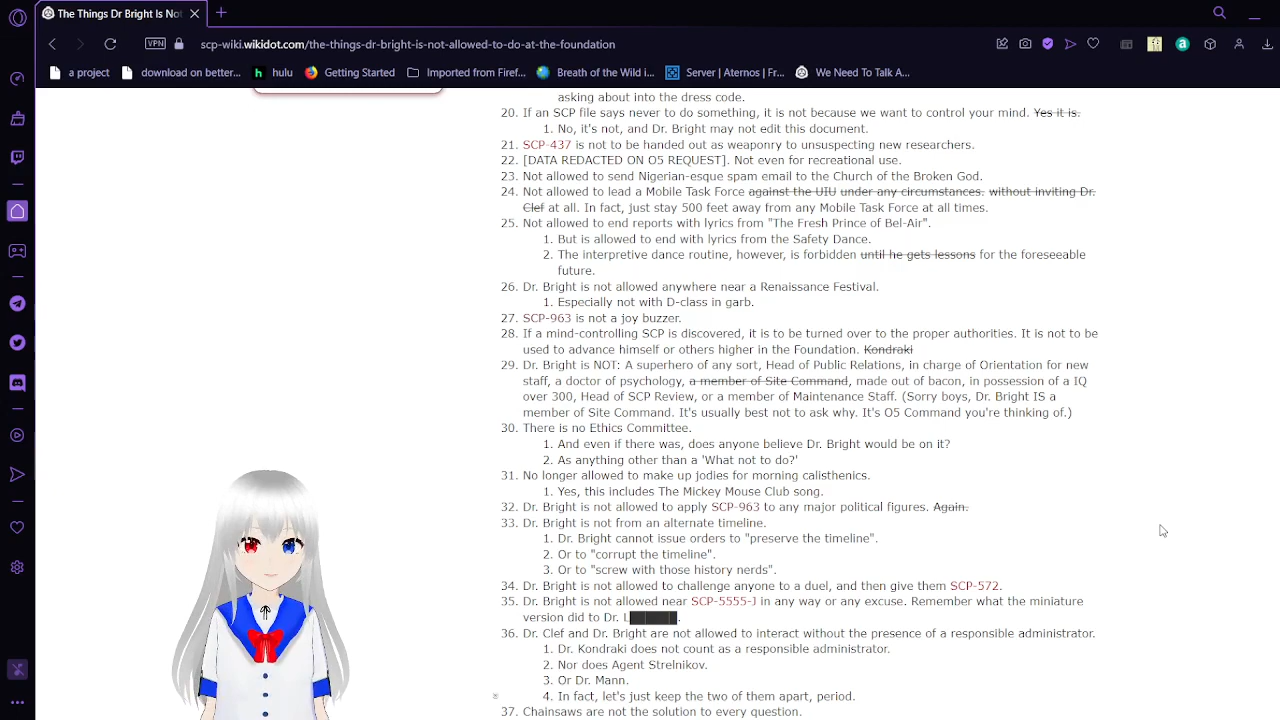 The Things Dr Bright Is Not
VPN
scp-wiki.wikidot.com/the-things-dr-bright-is-not-allowed-to-do-at-the-foundation
a project
download on better...
hulu
Getting Started
Imported from Firef...
Breath of the Wild i...
Server | Aternos | Fr...
We Need To Talk A...
asking about into the dress code.
20. If an SCP file says never to do something, it is not because we want to control your mind. Yes it is.
1. No, it's not, and Dr. Bright may not edit this document.
21. SCP-437 is not to be handed out as weaponry to unsuspecting new researchers.
22. [DATA REDACTED ON O5 REQUEST]. Not even for recreational use.
23. Not allowed to send Nigerian-esque spam email to the Church of the Broken God.
24. Not allowed to lead a Mobile Task Force against the UIU under any circumstances. without inviting Dr.
Clef at all. In fact, just stay 500 feet away from any Mobile Task Force at all times.
25. Not allowed to end reports with lyrics from "The Fresh Prince of Bel-Air".
1. But is allowed to end with lyrics from the Safety Dance.
2. The interpretive dance routine, however, is forbidden until he gets lessons for the foreseeable
future.
26. Dr. Bright is not allowed anywhere near a Renaissance Festival.
1. Especially not with D-class in garb.
27. SCP-963 is not a joy buzzer.
28. If a mind-controlling SCP is discovered, it is to be turned over to the proper authorities. It is not to be
used to advance himself or others higher in the Foundation. Kondraki
29. Dr. Bright is NOT: A superhero of any sort, Head of Public Relations, in charge of Orientation for new
staff, a doctor of psychology, a member of Site Command, made out of bacon, in possession of a IQ
over 300, Head of SCP Review, or a member of Maintenance Staff. (Sorry boys, Dr. Bright IS a
member of Site Command. It's usually best not to ask why. It's O5 Command you're thinking of.)
30. There is no Ethics Committee.
1. And even if there was, does anyone believe Dr. Bright would be on it?
2. As anything other than a 'What not to do?'
31. No longer allowed to make up jodies for morning calisthenics.
1. Yes, this includes The Mickey Mouse Club song.
32. Dr. Bright is not allowed to apply SCP-963 to any major political figures. Again.
33. Dr. Bright is not from an alternate timeline.
1. Dr. Bright cannot issue orders to "preserve the timeline".
2. Or to "corrupt the timeline".
3. Or to "screw with those history nerds".
34. Dr. Bright is not allowed to challenge anyone to a duel, and then give them SCP-572.
35. Dr. Bright is not allowed near SCP-5555-J in any way or any excuse. Remember what the miniature
version did to Dr. L██████.
36. Dr. Clef and Dr. Bright are not allowed to interact without the presence of a responsible administrator.
1. Dr. Kondraki does not count as a responsible administrator.
2. Nor does Agent Strelnikov.
3. Or Dr. Mann.
4. In fact, let's just keep the two of them apart, period.
37. Chainsaws are not the solution to every question.